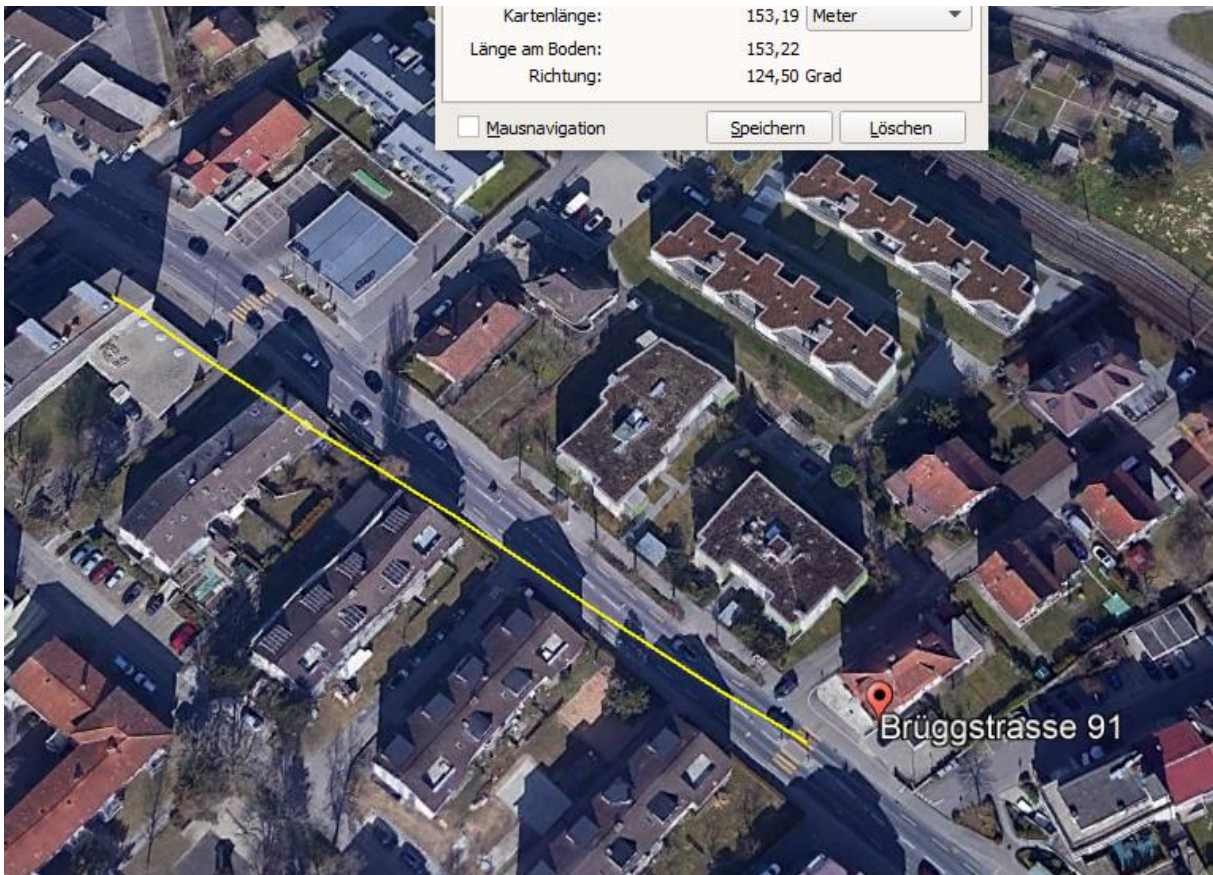 Kartenlänge: 153,19 Meter
Länge am Boden: 153,22
Richtung: 124,50 Grad
Mausnavigation Speichern Löschen
Brüggstrasse 91